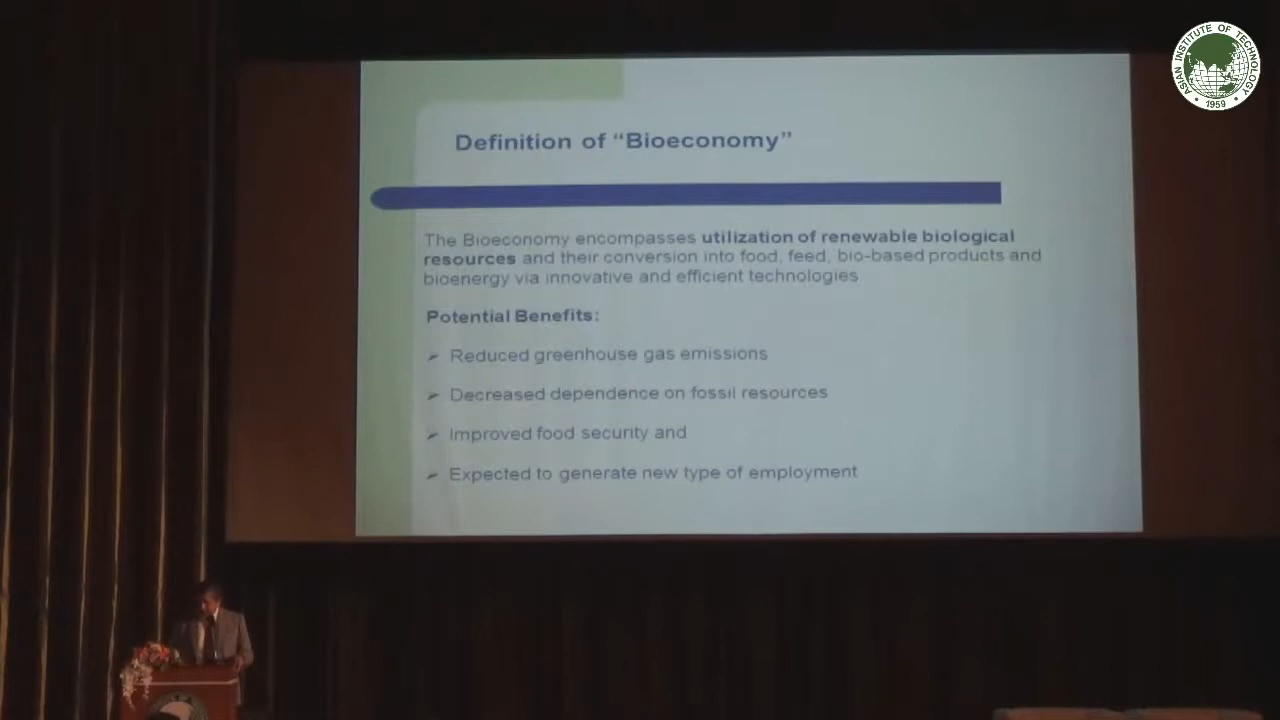 ASIAN INSTITUTE OF TECHNOLOGY
• 1959 •
Definition of “Bioeconomy”
The Bioeconomy encompasses utilization of renewable biological
resources and their conversion into food, feed, bio-based products and
bioenergy via innovative and efficient technologies
Potential Benefits:
➢ Reduced greenhouse gas emissions
➢ Decreased dependence on fossil resources
➢ Improved food security and
➢ Expected to generate new type of employment